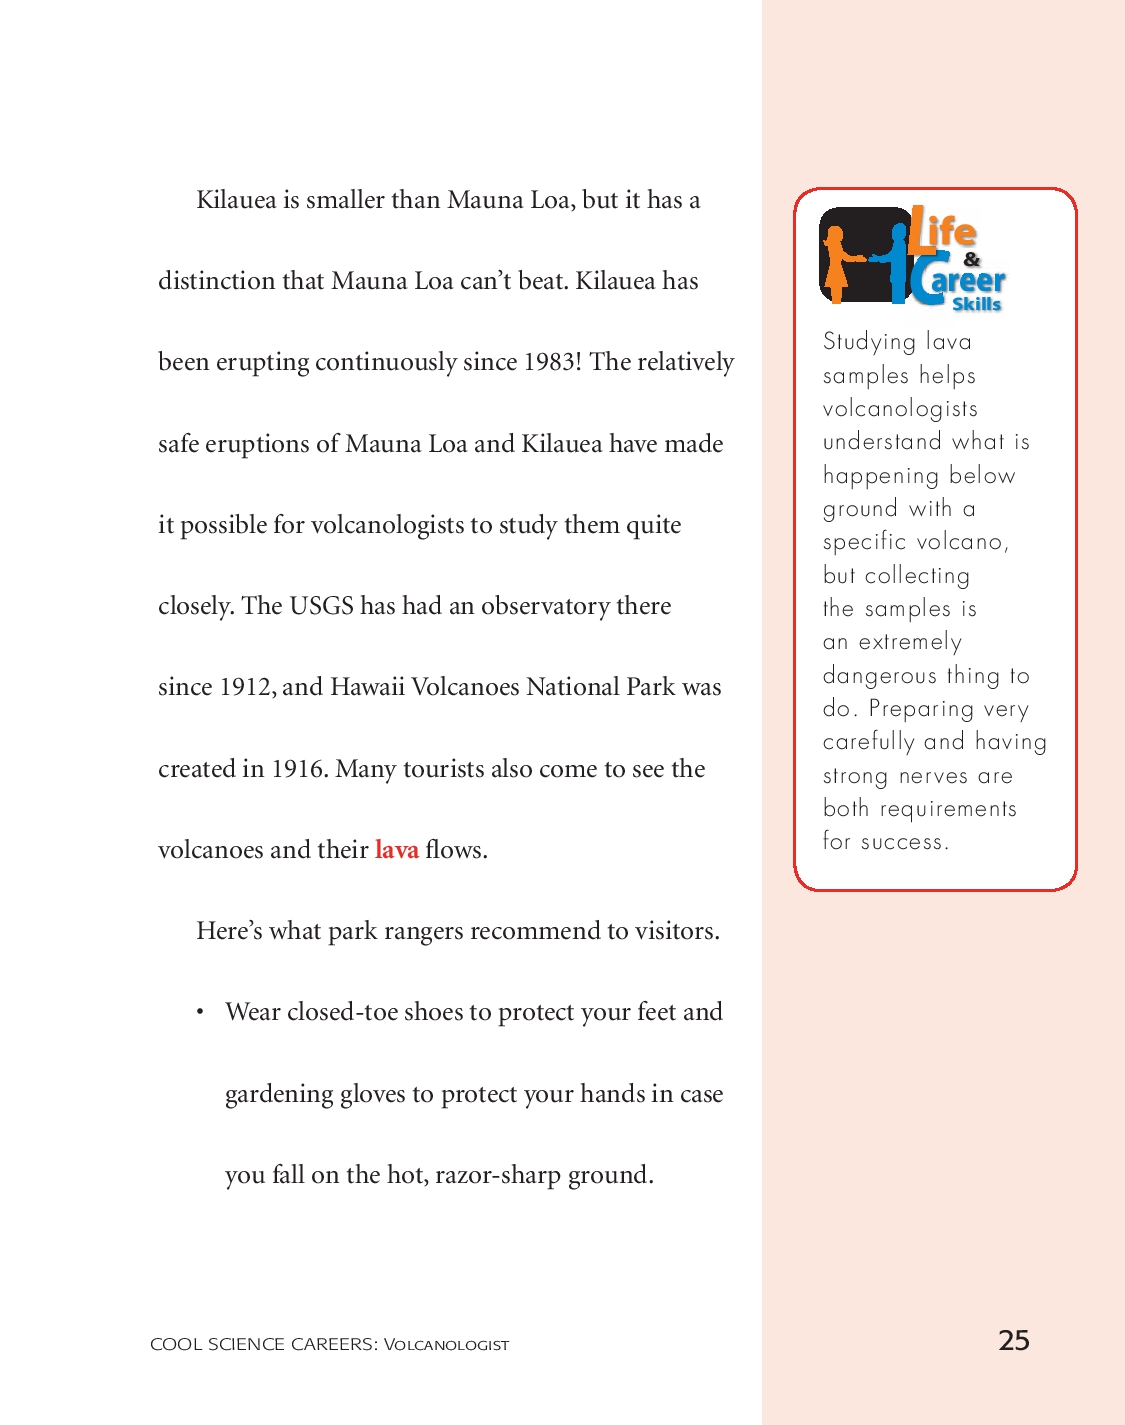 Kilauea is smaller than Mauna Loa, but it has a
distinction that Mauna Loa can’t beat. Kilauea has
been erupting continuously since 1983! The relatively
safe eruptions of Mauna Loa and Kilauea have made
it possible for volcanologists to study them quite
closely. The USGS has had an observatory there
since 1912, and Hawaii Volcanoes National Park was
created in 1916. Many tourists also come to see the
volcanoes and their lava flows.
Here’s what park rangers recommend to visitors.
• Wear closed-toe shoes to protect your feet and
gardening gloves to protect your hands in case
you fall on the hot, razor-sharp ground.
Life
&
Career
Skills
Studying lava
samples helps
volcanologists
understand what is
happening below
ground with a
specific volcano,
but collecting
the samples is
an extremely
dangerous thing to
do. Preparing very
carefully and having
strong nerves are
both requirements
for success.
COOL SCIENCE CAREERS: VOLCANOLOGIST
25